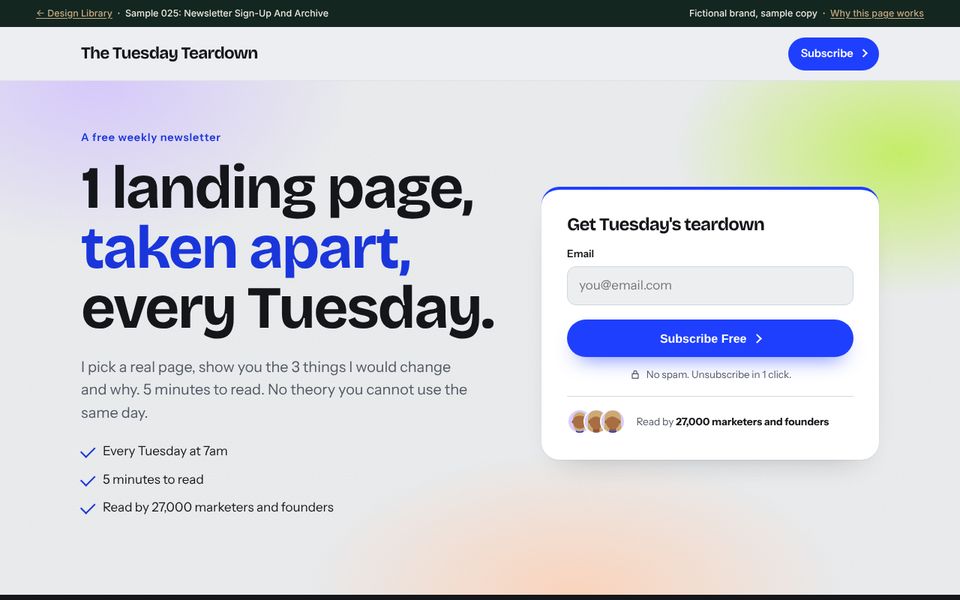 ← Design Library · Sample 025: Newsletter Sign-Up And Archive
Fictional brand, sample copy · Why this page works
The Tuesday Teardown
Subscribe
A free weekly newsletter
1 landing page,
taken apart,
every Tuesday.
I pick a real page, show you the 3 things I would change
and why. 5 minutes to read. No theory you cannot use the
same day.
Every Tuesday at 7am
5 minutes to read
Read by 27,000 marketers and founders
Get Tuesday's teardown
Email
you@email.com
Subscribe Free
No spam. Unsubscribe in 1 click.
Read by 27,000 marketers and founders